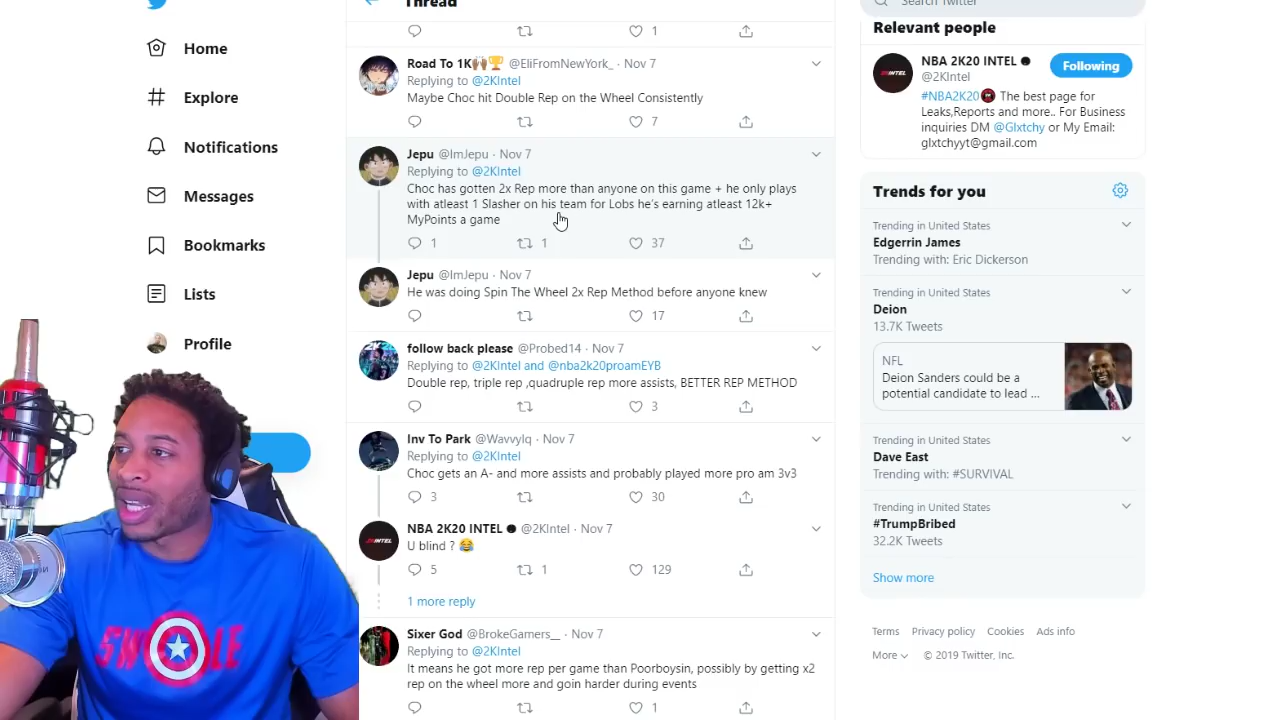 Home
Explore
Notifications
Messages
Bookmarks
Lists
Profile
Thread
1
Road To 1K🙌🏾🏆 @EliFromNewYork_ · Nov 7
Replying to @2KIntel
Maybe Choc hit Double Rep on the Wheel Consistently
7
Jepu @ImJepu · Nov 7
Replying to @2KIntel
Choc has gotten 2x Rep more than anyone on this game + he only plays
with atleast 1 Slasher on his team for Lobs he's earning atleast 12k+
MyPoints a game
1 1 37
Jepu @ImJepu · Nov 7
He was doing Spin The Wheel 2x Rep Method before anyone knew
17
follow back please @Probed14 · Nov 7
Replying to @2KIntel and @nba2k20proamEYB
Double rep, triple rep ,quadruple rep more assists, BETTER REP METHOD
3
Inv To Park @Wavvylq · Nov 7
Replying to @2KIntel
Choc gets an A- and more assists and probably played more pro am 3v3
3 30
NBA 2K20 INTEL @2KIntel · Nov 7
U blind ? 😂
5 1 129
1 more reply
Sixer God @BrokeGamers__ · Nov 7
Replying to @2KIntel
It means he got more rep per game than Poorboysin, possibly by getting x2
rep on the wheel more and goin harder during events
1
Search Twitter
Relevant people
NBA 2K20 INTEL
@2KIntel
Following
#NBA2K20 The best page for
Leaks,Reports and more.. For Business
inquiries DM @Glxtchy or My Email:
glxtchyyt@gmail.com
Trends for you
Trending in United States
Edgerrin James
Trending with: Eric Dickerson
Trending in United States
Deion
13.7K Tweets
NFL
Deion Sanders could be a
potential candidate to lead ...
Trending in United States
Dave East
Trending with: #SURVIVAL
Trending in United States
#TrumpBribed
32.2K Tweets
Show more
Terms Privacy policy Cookies Ads info
More © 2019 Twitter, Inc.